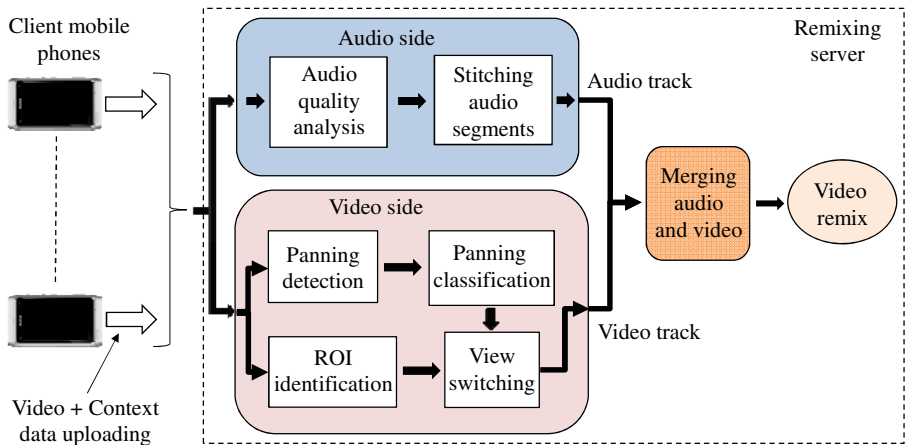 Client mobile
phones
Video + Context
data uploading
Remixing
server
Audio side
Audio
quality
analysis
Stitching
audio
segments
Audio track
Video side
Panning
detection
Panning
classification
ROI
identification
View
switching
Video track
Merging
audio
and video
Video
remix